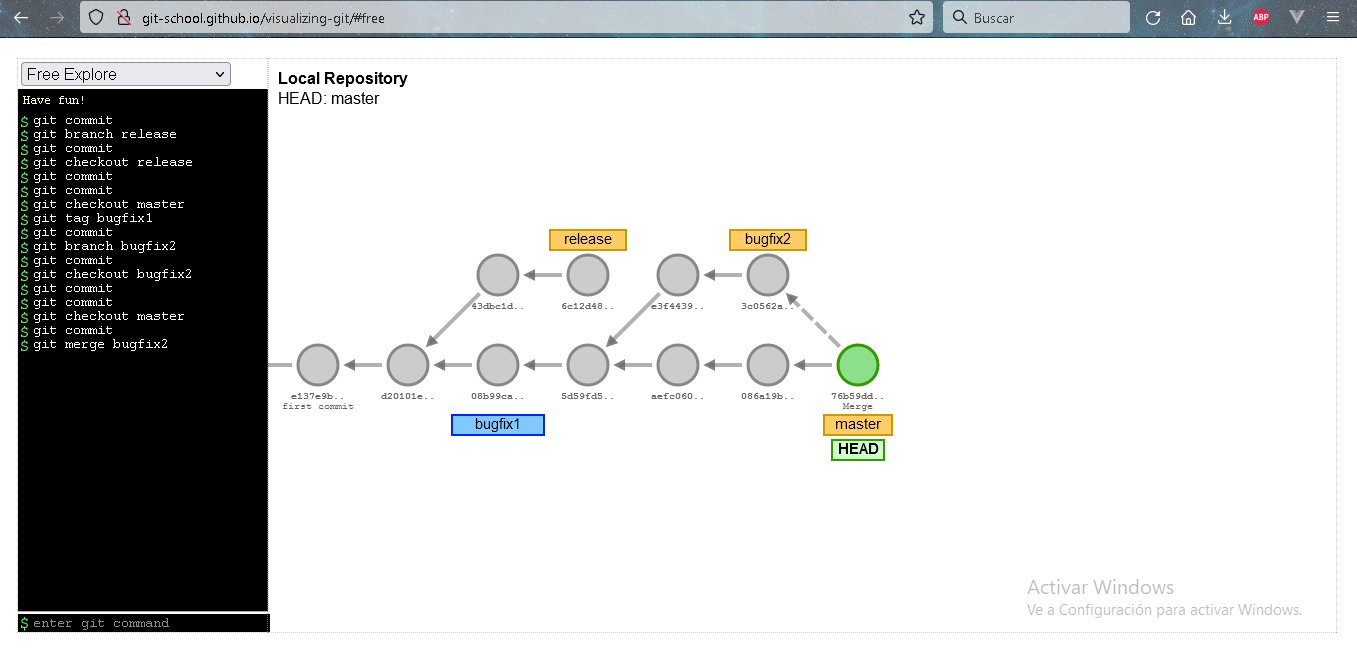 git-school.github.io/visualizing-git/#free
Buscar
ABP
Free Explore
Local Repository
HEAD: master
Have fun!
$ git commit
$ git branch release
$ git commit
$ git checkout release
$ git commit
$ git commit
$ git checkout master
$ git tag bugfix1
$ git commit
$ git branch bugfix2
$ git commit
$ git checkout bugfix2
$ git commit
$ git commit
$ git checkout master
$ git commit
$ git merge bugfix2
release
bugfix2
43dbc1d..
6c12d48..
e3f4439..
3c0562a..
e137e9b..
first commit
d20101e..
08b99ca..
5d59fd5..
aefc060..
086a19b..
76b59dd..
Merge
bugfix1
master
HEAD
Activar Windows
Ve a Configuración para activar Windows.
$ enter git command